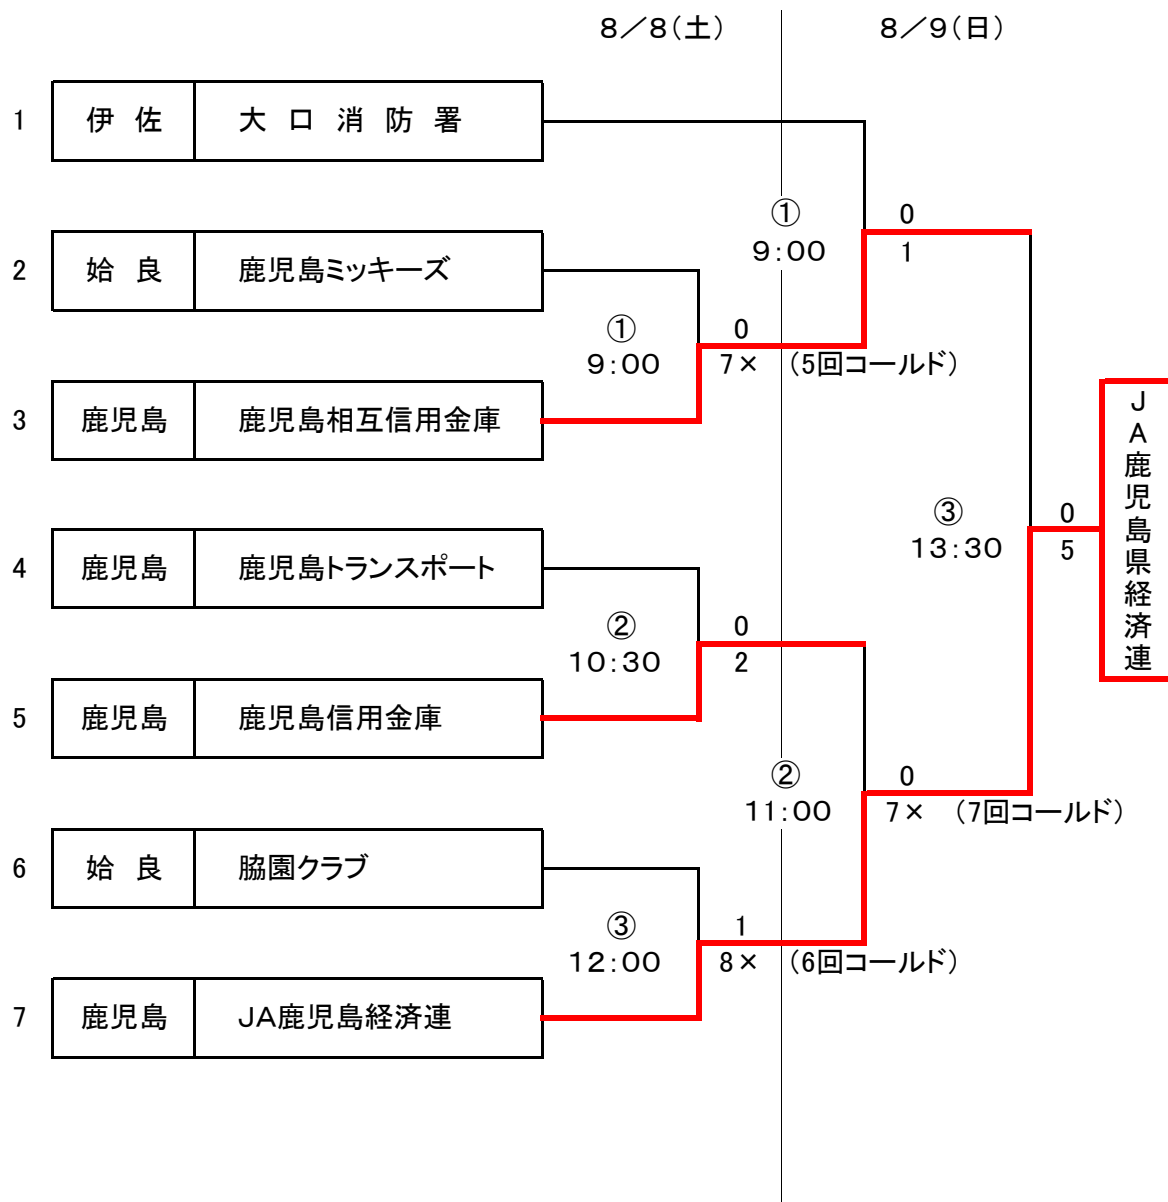 8／8(土) 8／9(日)
1 伊 佐 大 口 消 防 署
① 0
2 姶 良 鹿児島ミッキーズ 9:00 1
① 0
9:00 7× (5回コールド)
3 鹿児島 鹿児島相互信用金庫
③ 0
4 鹿児島 鹿児島トランスポート 13:30 5
JA鹿児島県経済連
② 0
10:30 2
5 鹿児島 鹿児島信用金庫
② 0
11:00 7× (7回コールド)
6 姶 良 脇園クラブ
③ 1
12:00 8× (6回コールド)
7 鹿児島 JA鹿児島経済連